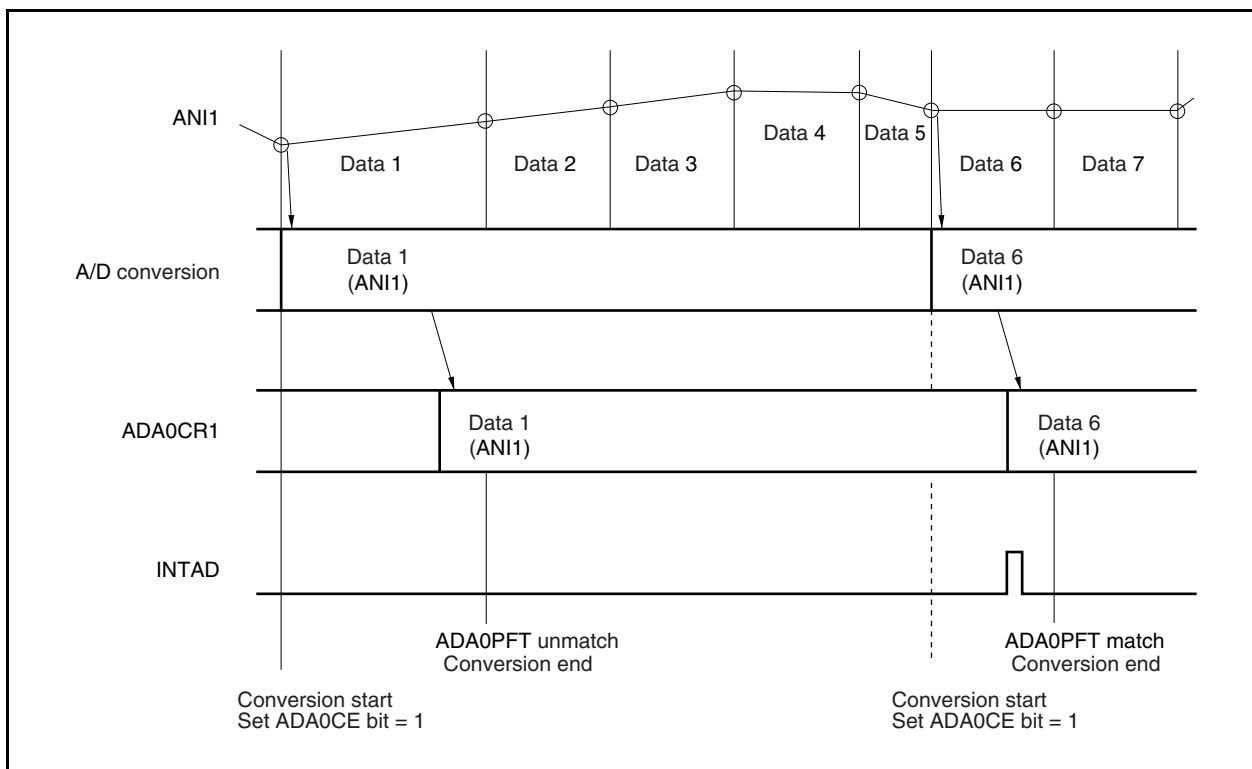 ANI1
Data 1
Data 2
Data 3
Data 4
Data 5
Data 6
Data 7
A/D conversion
Data 1
(ANI1)
Data 6
(ANI1)
ADA0CR1
Data 1
(ANI1)
Data 6
(ANI1)
INTAD
ADA0PFT unmatch
Conversion end
ADA0PFT match
Conversion end
Conversion start
Set ADA0CE bit = 1
Conversion start
Set ADA0CE bit = 1